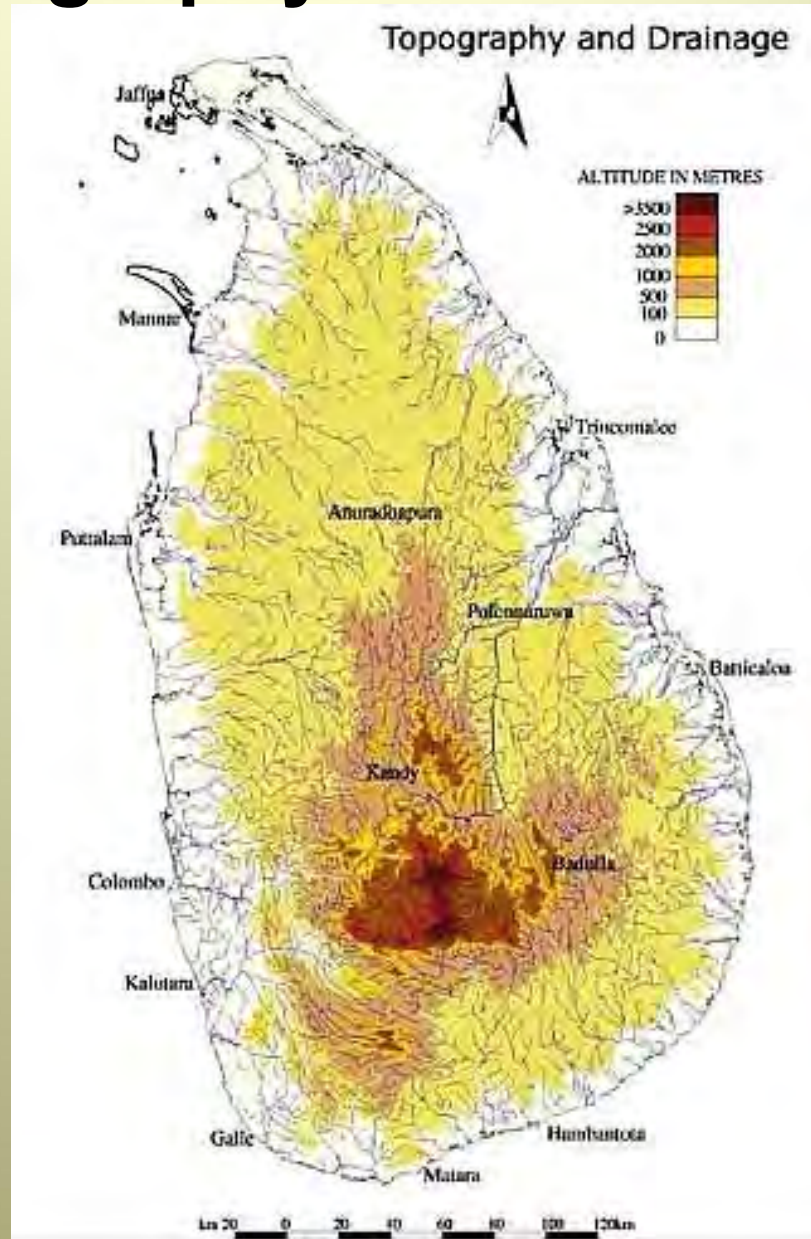 graphy
Topography and Drainage
Jaffna
ALTITUDE IN METRES
>3500
2500
2000
1000
500
100
0
Mannar
Trincomalee
Anuradhapura
Puttalam
Polonnaruwa
Batticaloa
Kandy
Badulla
Colombo
Kalutara
Galle
Hambantota
Matara
km 20 0 20 40 60 80 100 120km